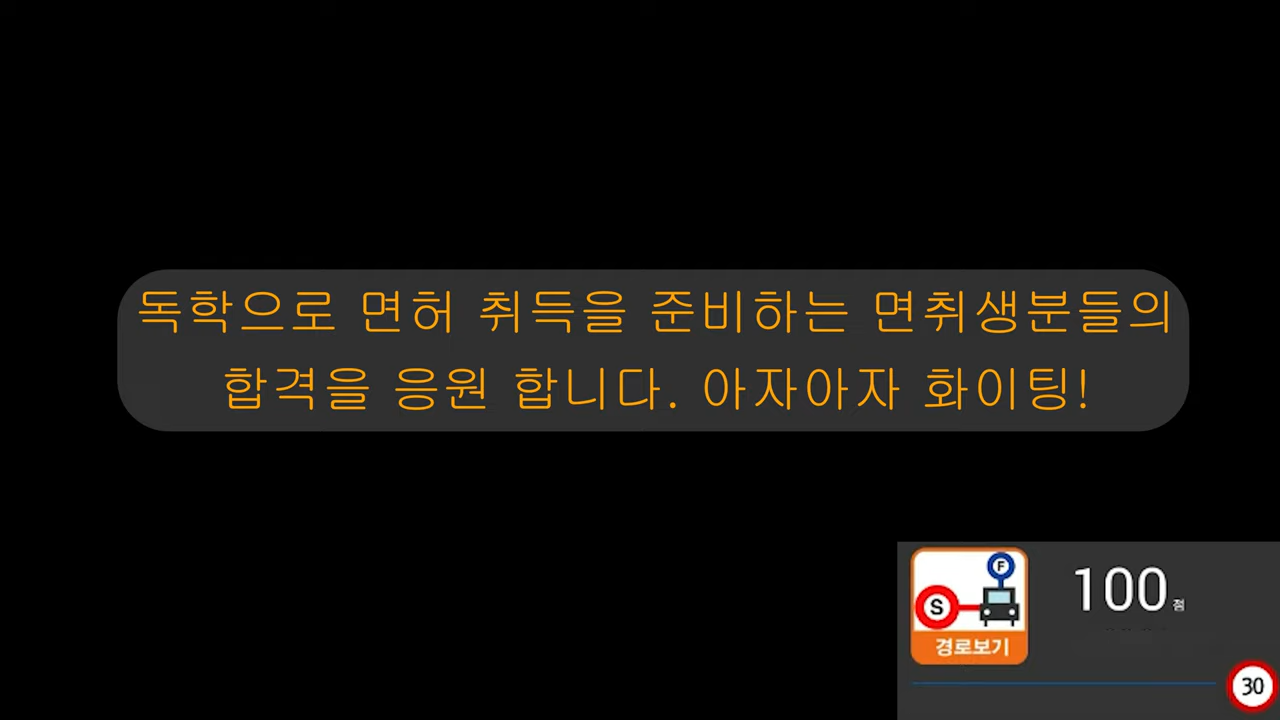 독학으로 면허 취득을 준비하는 면취생분들의
합격을 응원 합니다. 아자아자 화이팅!
F
S
경로보기
100점
30